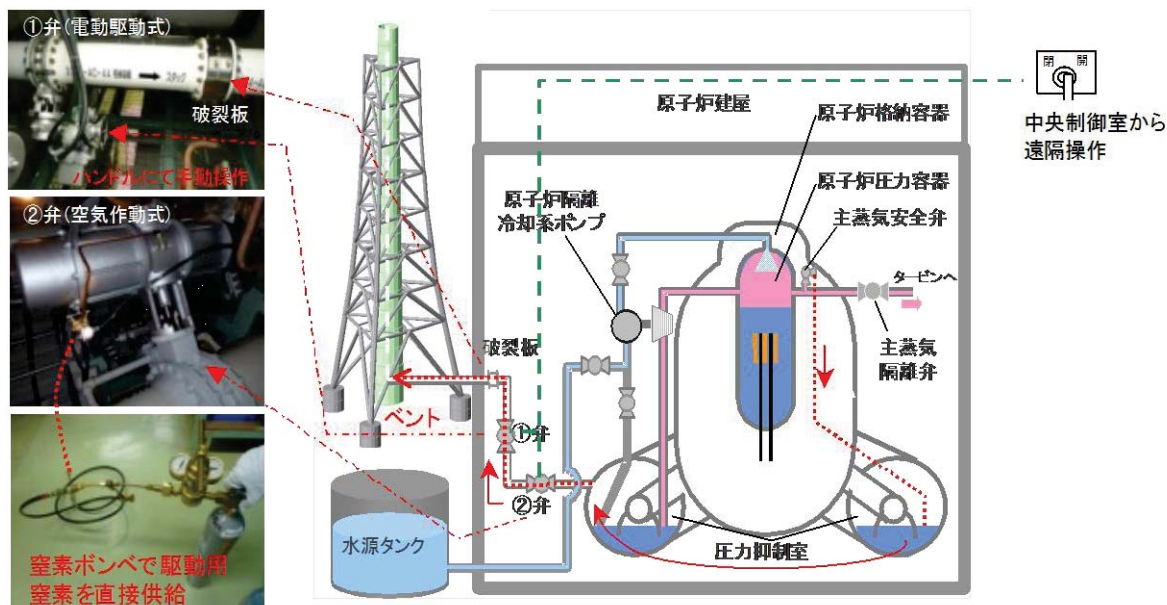 ①弁(電動駆動式)
破裂板
ハンドルにて手動操作
②弁(空気作動式)
窒素ボンベで駆動用
窒素を直接供給
原子炉建屋
原子炉格納容器
原子炉圧力容器
主蒸気安全弁
原子炉隔離
冷却系ポンプ
タービンへ
主蒸気
隔離弁
破裂板
ベント
①弁
②弁
水源タンク
圧力抑制室
閉 開
中央制御室から
遠隔操作